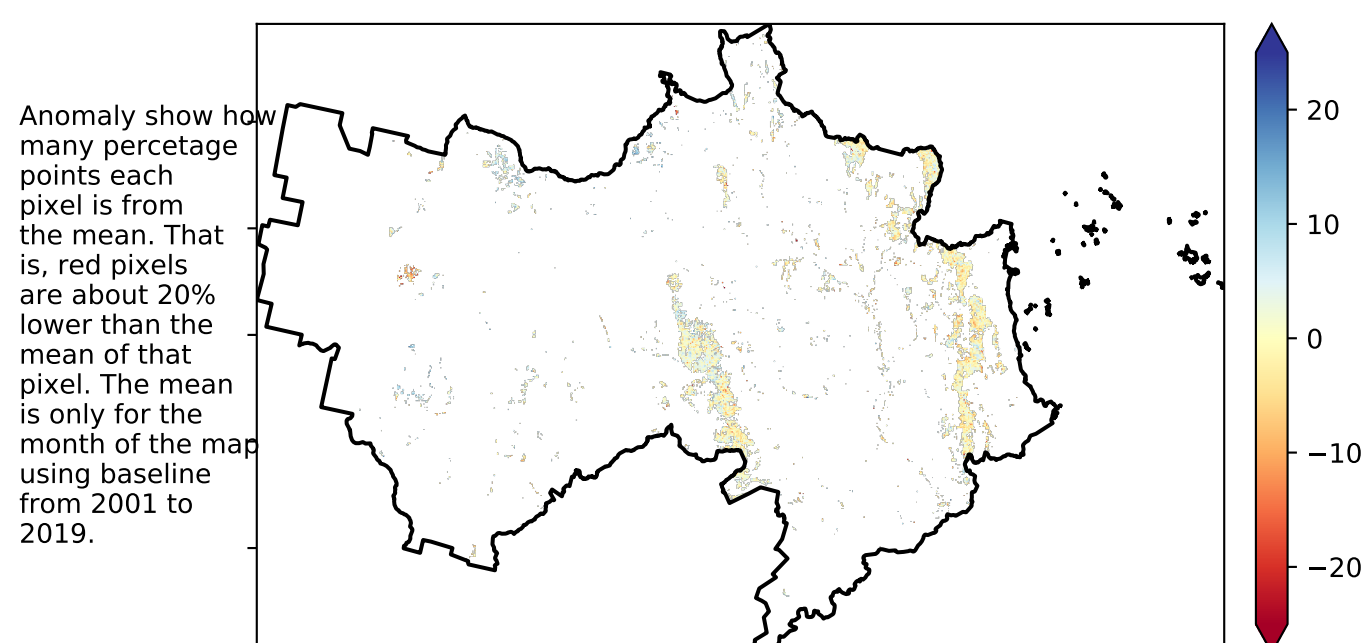 Anomaly show how
many percetage
points each
pixel is from
the mean. That
is, red pixels
are about 20%
lower than the
mean of that
pixel. The mean
is only for the
month of the map
using baseline
from 2001 to
2019.
20
10
0
−10
−20